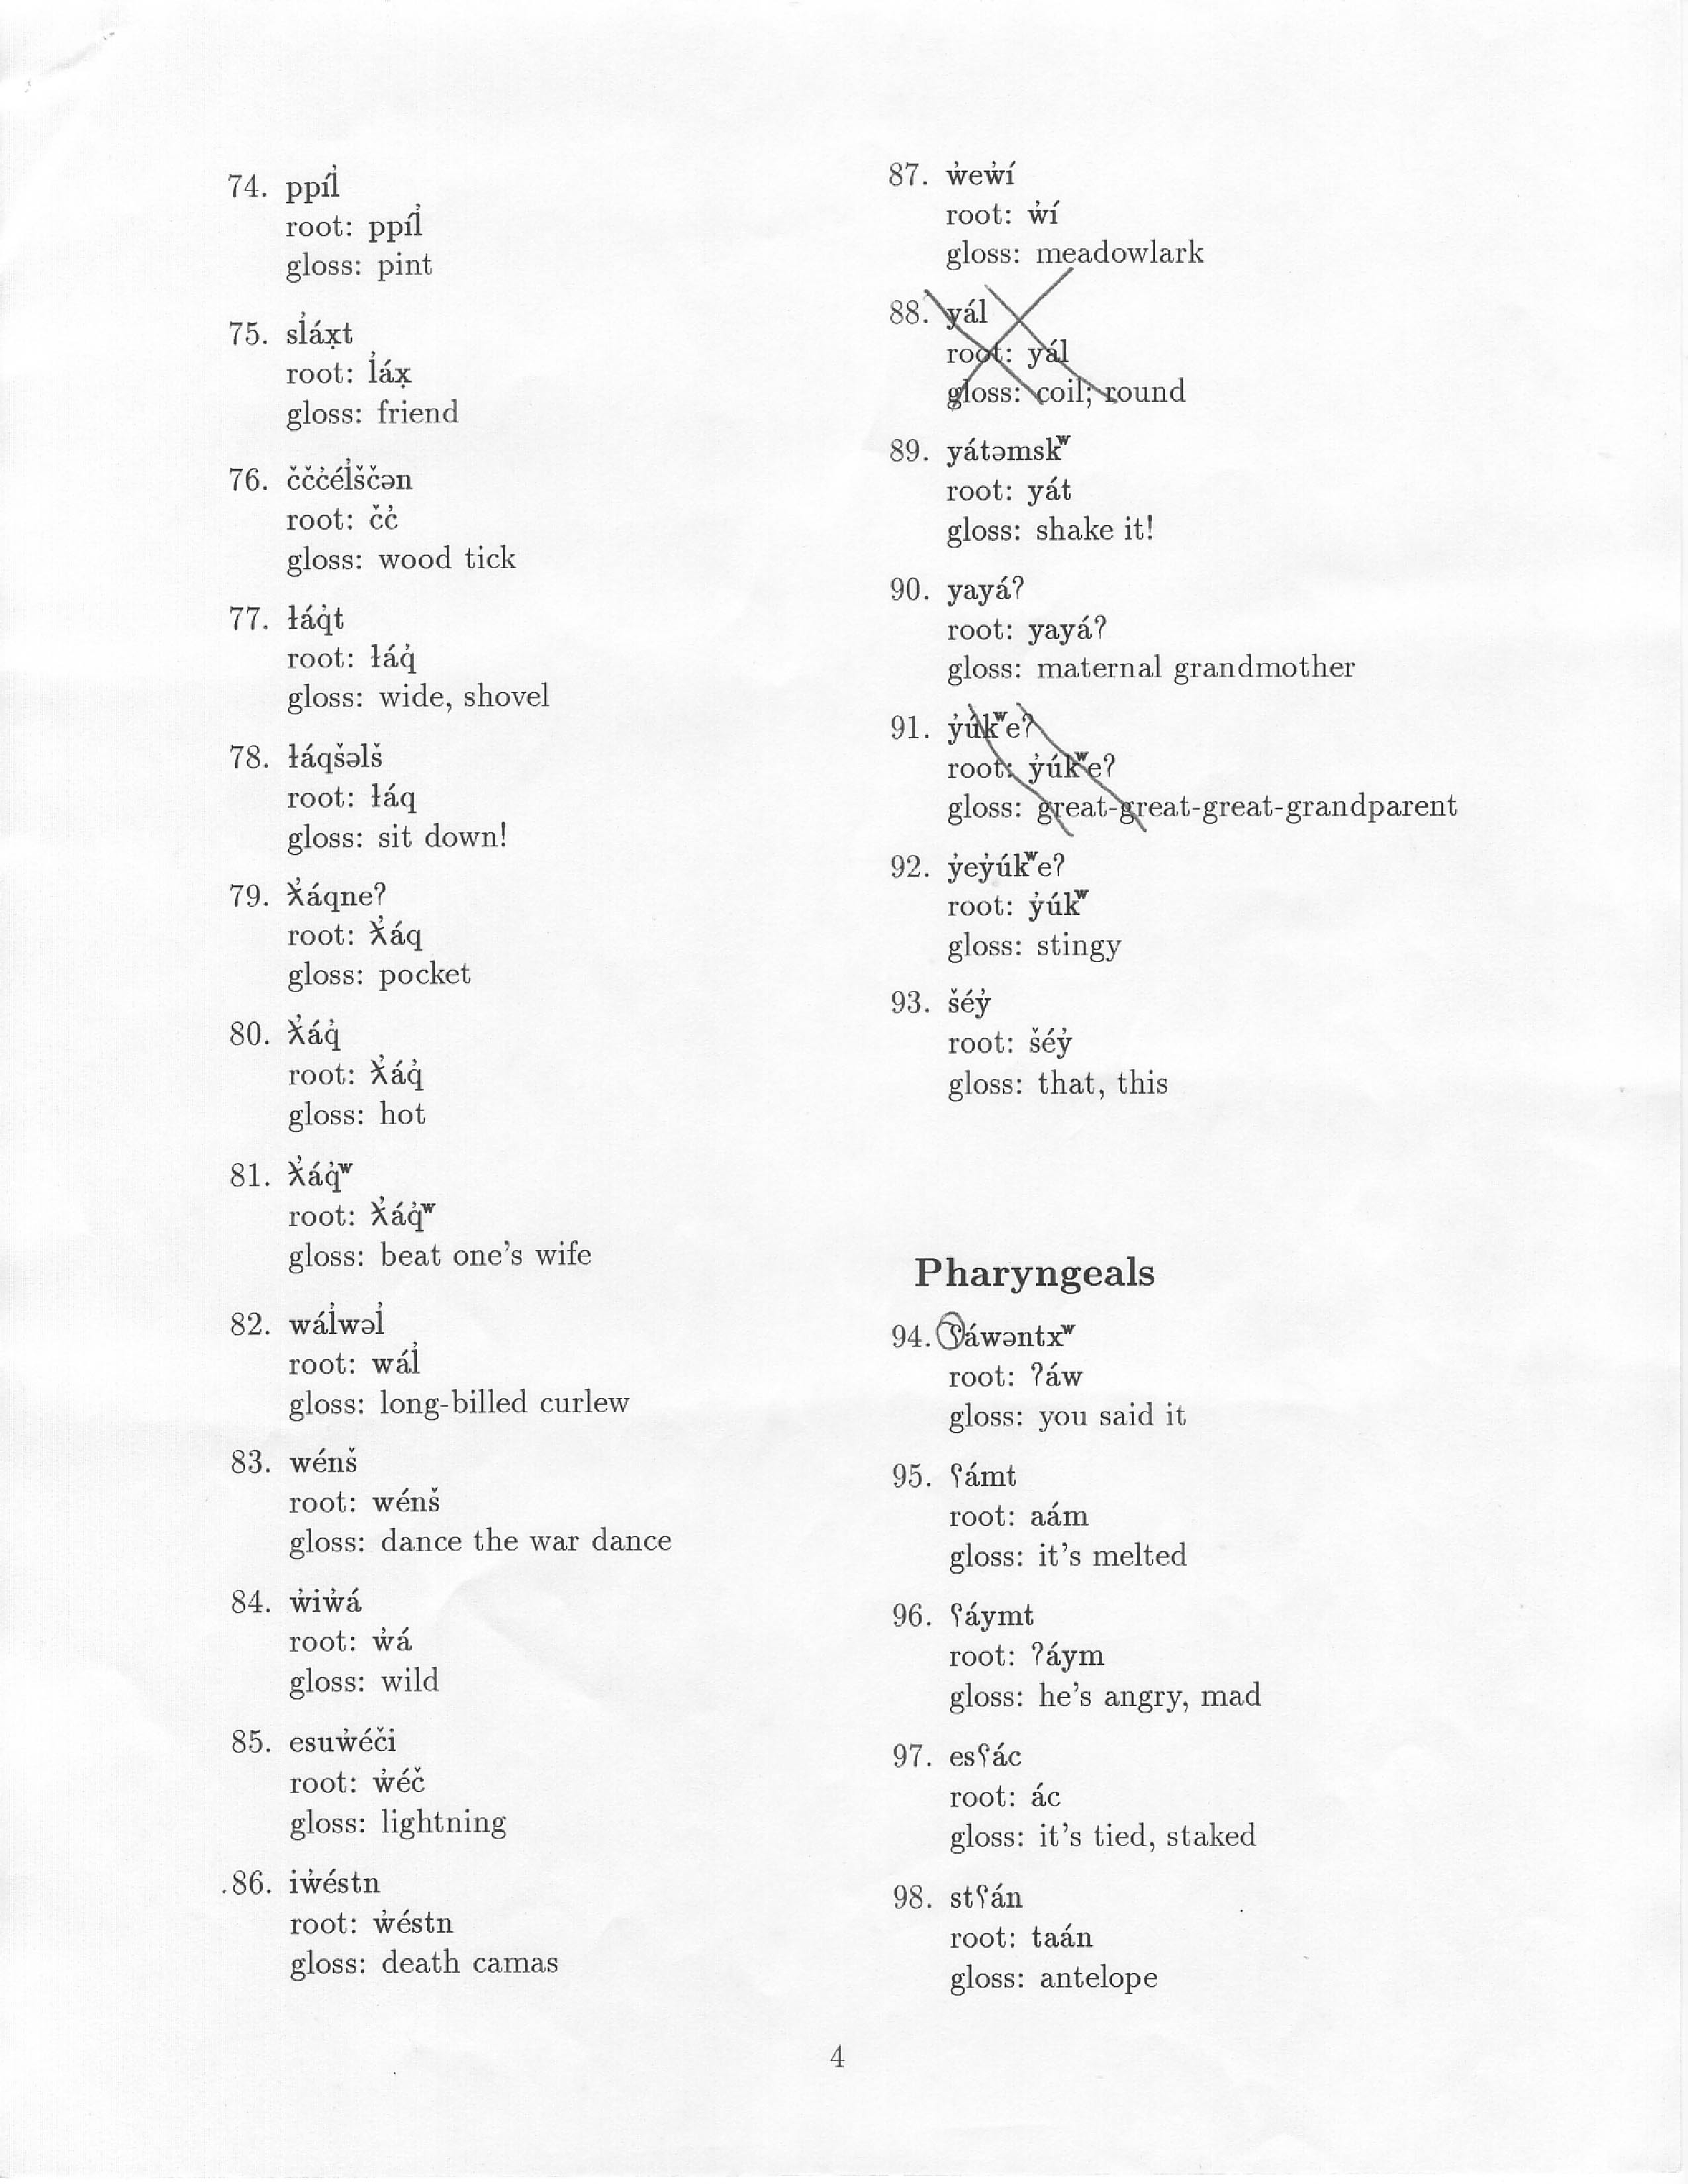 74. ppíl̓
root: ppíl̓
gloss: pint
75. sl̓áx̣t
root: l̓áx̣
gloss: friend
76. č̓čč̓él̓ščən
root: čč̓
gloss: wood tick
77. ɫáq̓t
root: ɫáq̓
gloss: wide, shovel
78. ɫáqšəlš
root: ɫáq
gloss: sit down!
79. ƛ̓áqneʔ
root: ƛ̓áq
gloss: pocket
80. ƛ̓áq̓
root: ƛ̓áq̓
gloss: hot
81. ƛ̓áq̓ʷ
root: ƛ̓áq̓ʷ
gloss: beat one's wife
82. wál̓wəl̓
root: wál̓
gloss: long-billed curlew
83. wénš
root: wénš
gloss: dance the war dance
84. w̓iw̓á
root: w̓á
gloss: wild
85. esuw̓éči
root: w̓éč
gloss: lightning
.86. iw̓éstn
root: w̓éstn
gloss: death camas
87. w̓ew̓í
root: w̓í
gloss: meadowlark
88. yál
root: yál
gloss: coil; round
89. yátəmskʷ
root: yát
gloss: shake it!
90. yayáʔ
root: yayáʔ
gloss: maternal grandmother
91. y̓úkʷeʔ
root: y̓úkʷeʔ
gloss: great-great-great-grandparent
92. y̓ey̓úkʷeʔ
root: y̓úkʷ
gloss: stingy
93. šéy̓
root: šéy̓
gloss: that, this
Pharyngeals
94. ʕáwəntxʷ
root: ʔáw
gloss: you said it
95. ʕámt
root: aám
gloss: it's melted
96. ʕáymt
root: ʔáym
gloss: he's angry, mad
97. esʕác
root: ác
gloss: it's tied, staked
98. stʕán
root: taán
gloss: antelope
4